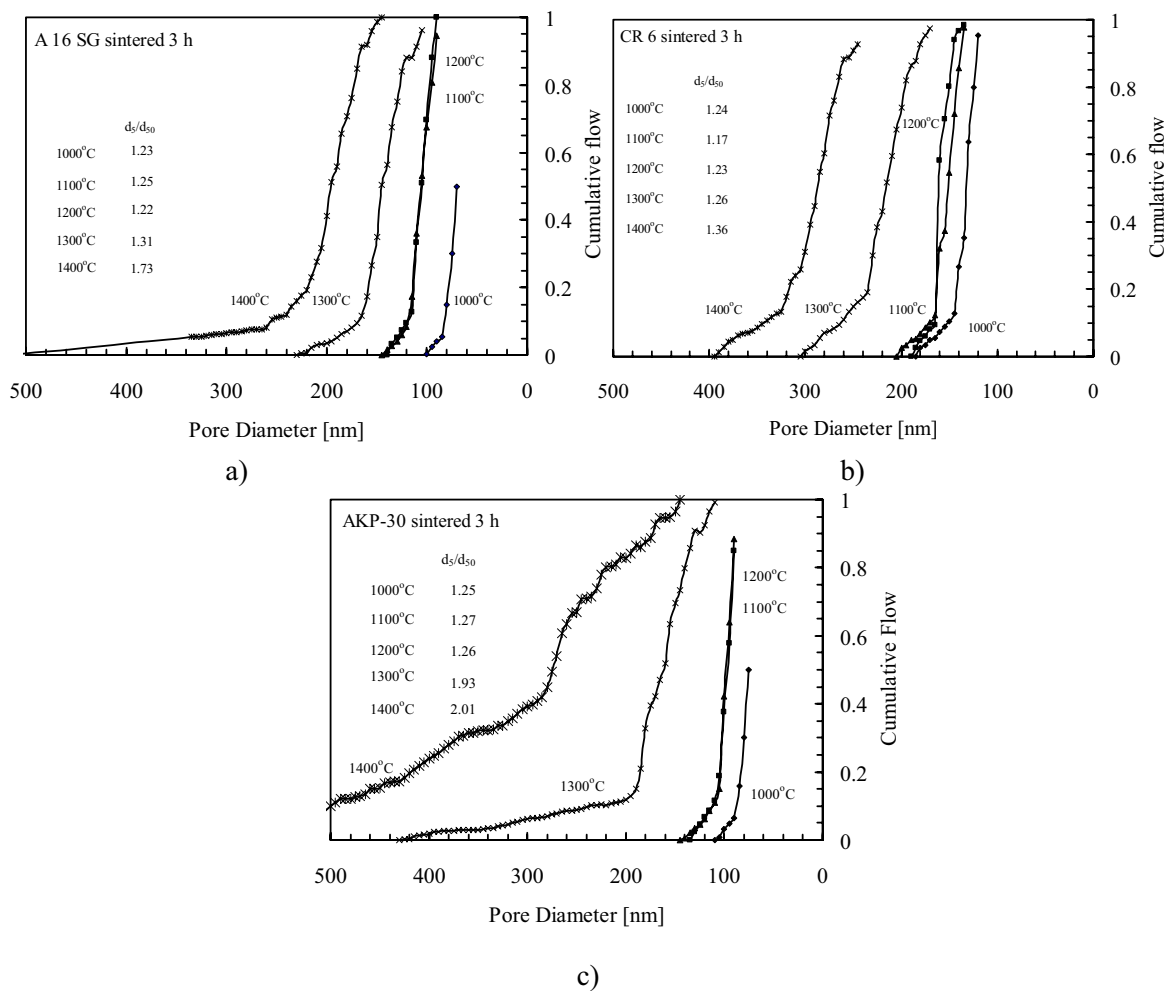 A 16 SG sintered 3 h
d5/d50
1000°C 1.23
1100°C 1.25
1200°C 1.22
1300°C 1.31
1400°C 1.73
1200°C
1100°C
1400°C
1300°C
1000°C
1
0.8
0.6
0.4
0.2
0
Cumulative flow
500 400 300 200 100 0
Pore Diameter [nm]
a)
CR 6 sintered 3 h
d5/d50
1000°C 1.24
1100°C 1.17
1200°C 1.23
1300°C 1.26
1400°C 1.36
1200°C
1400°C
1300°C
1100°C
1000°C
1
0.8
0.6
0.4
0.2
0
Cumulative flow
500 400 300 200 100 0
Pore Diameter [nm]
b)
AKP-30 sintered 3 h
d5/d50
1000°C 1.25
1100°C 1.27
1200°C 1.26
1300°C 1.93
1400°C 2.01
1200°C
1100°C
1400°C
1300°C
1000°C
1
0.8
0.6
0.4
0.2
0
Cumulative Flow
500 400 300 200 100 0
Pore Diameter [nm]
c)